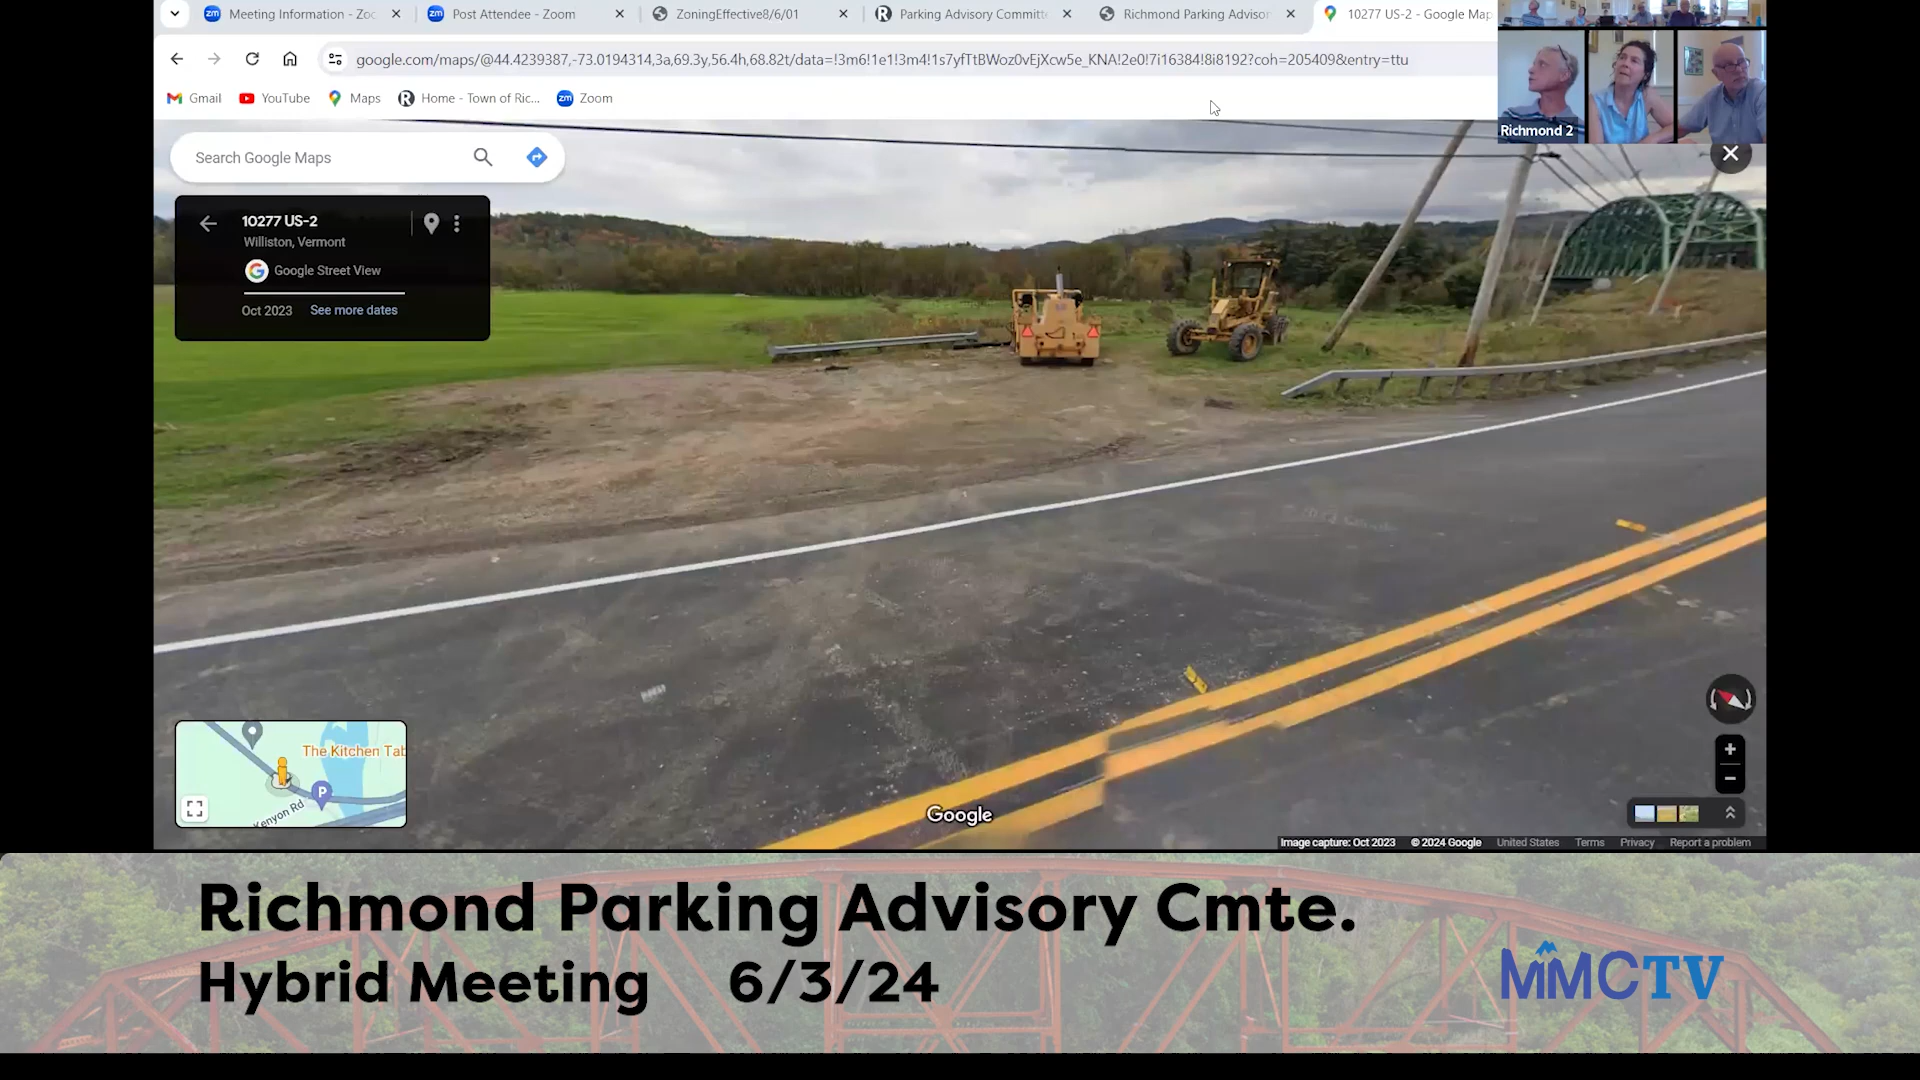 Meeting Information - Zoo
Post Attendee - Zoom
ZoningEffective8/6/01
Parking Advisory Committe
Richmond Parking Advisor
10277 US-2 - Google Map
google.com/maps/@44.4239387,-73.0194314,3a,69.3y,56.4h,68.82t/data=!3m6!1e1!3m4!1s7yfTtBWoz0vEjXcw5e_KNA!2e0!7i16384!8i8192?coh=205409&entry=ttu
Gmail
YouTube
Maps
Home - Town of Ric...
Zoom
Richmond 2
Search Google Maps
10277 US-2
Williston, Vermont
Google Street View
Oct 2023 See more dates
The Kitchen Tab
P
Kenyon Rd
Google
Image capture: Oct 2023 © 2024 Google United States Terms Privacy Report a problem
Richmond Parking Advisory Cmte.
Hybrid Meeting 6/3/24
MMCTV